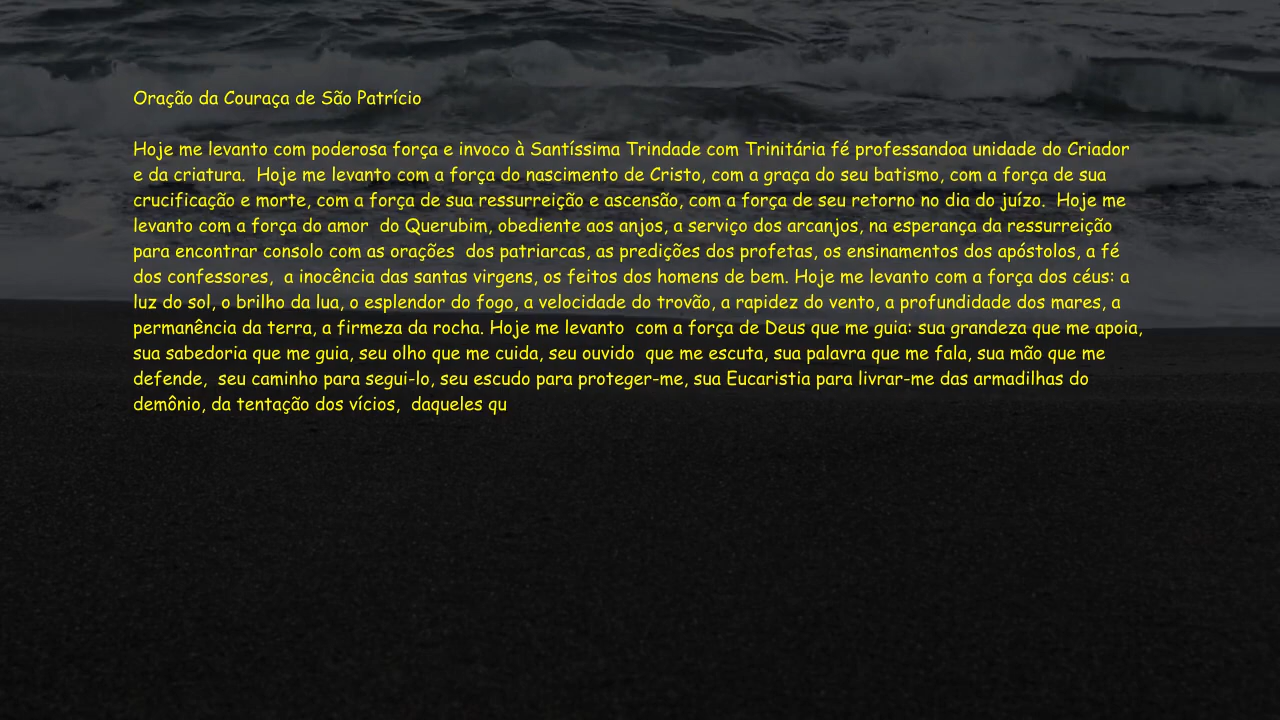 Oração da Couraça de São Patrício
Hoje me levanto com poderosa força e invoco à Santíssima Trindade com Trinitária fé professandoa unidade do Criador
e da criatura.  Hoje me levanto com a força do nascimento de Cristo, com a graça do seu batismo, com a força de sua
crucificação e morte, com a força de sua ressurreição e ascensão, com a força de seu retorno no dia do juízo.  Hoje me
levanto com a força do amor  do Querubim, obediente aos anjos, a serviço dos arcanjos, na esperança da ressurreição
para encontrar consolo com as orações  dos patriarcas, as predições dos profetas, os ensinamentos dos apóstolos, a fé
dos confessores,  a inocência das santas virgens, os feitos dos homens de bem. Hoje me levanto com a força dos céus: a
luz do sol, o brilho da lua, o esplendor do fogo, a velocidade do trovão, a rapidez do vento, a profundidade dos mares, a
permanência da terra, a firmeza da rocha. Hoje me levanto  com a força de Deus que me guia: sua grandeza que me apoia,
sua sabedoria que me guia, seu olho que me cuida, seu ouvido  que me escuta, sua palavra que me fala, sua mão que me
defende,  seu caminho para segui-lo, seu escudo para proteger-me, sua Eucaristia para livrar-me das armadilhas do
demônio, da tentação dos vícios,  daqueles qu